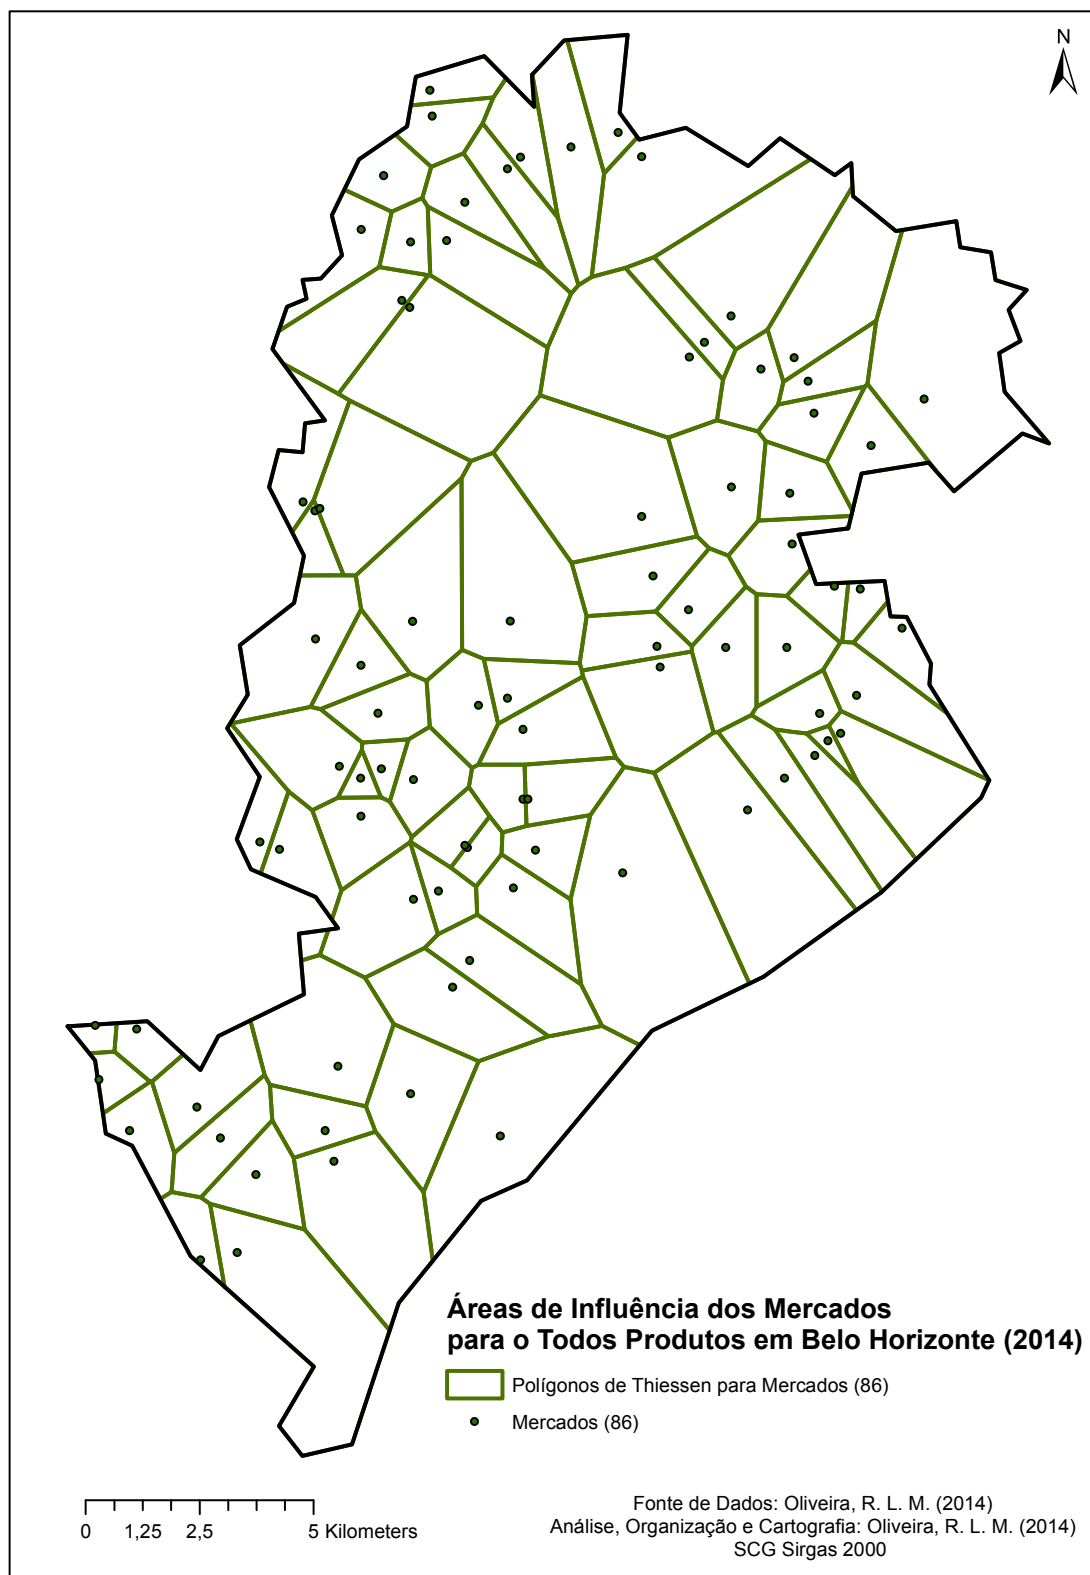 N
Áreas de Influência dos Mercados
para o Todos Produtos em Belo Horizonte (2014)
Polígonos de Thiessen para Mercados (86)
Mercados (86)
0 1,25 2,5 5 Kilometers
Fonte de Dados: Oliveira, R. L. M. (2014)
Análise, Organização e Cartografia: Oliveira, R. L. M. (2014)
SCG Sirgas 2000